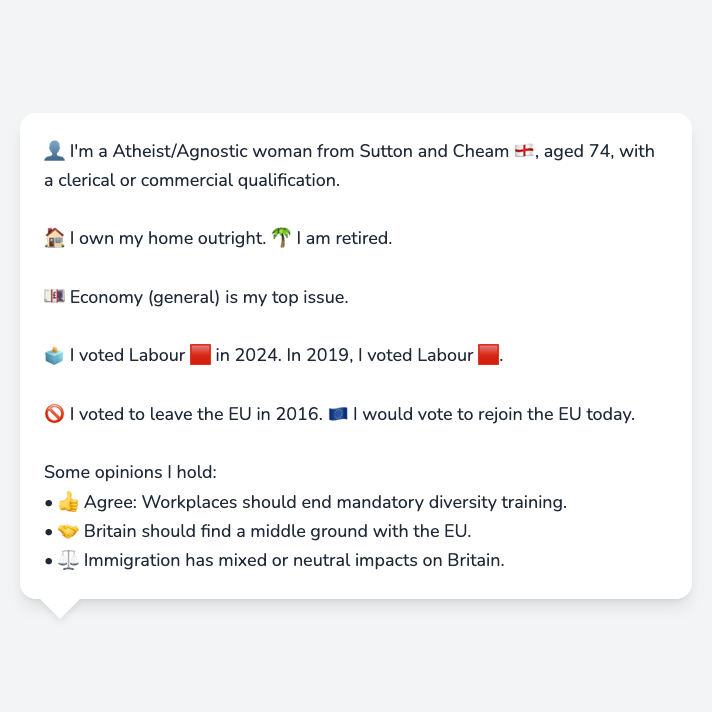 👤 I'm a Atheist/Agnostic woman from Sutton and Cheam 🏴󠁧󠁢󠁥󠁮󠁧󠁿, aged 74, with
a clerical or commercial qualification.
🏠 I own my home outright. 🌴 I am retired.
💷 Economy (general) is my top issue.
🗳️ I voted Labour 🟥 in 2024. In 2019, I voted Labour 🟥.
🚫 I voted to leave the EU in 2016. 🇪🇺 I would vote to rejoin the EU today.
Some opinions I hold:
• 👍 Agree: Workplaces should end mandatory diversity training.
• 🤝 Britain should find a middle ground with the EU.
• ⚖️ Immigration has mixed or neutral impacts on Britain.